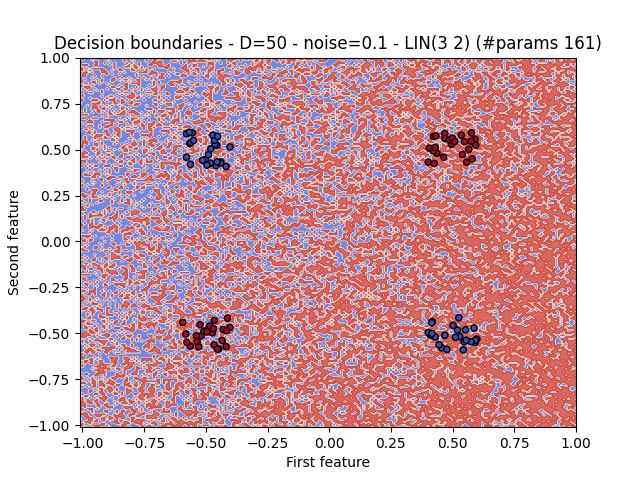 Decision boundaries - D=50 - noise=0.1 - LIN(3 2) (#params 161)
1.00
0.75
0.50
0.25
0.00
−0.25
−0.50
−0.75
−1.00
Second feature
−1.00 −0.75 −0.50 −0.25 0.00 0.25 0.50 0.75 1.00
First feature